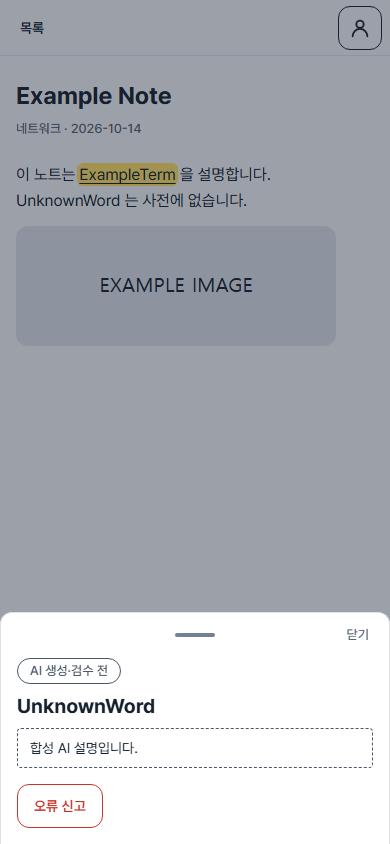 목록
Example Note
네트워크 · 2026-10-14
이 노트는 ExampleTerm 을 설명합니다.
UnknownWord 는 사전에 없습니다.
EXAMPLE IMAGE
닫기
AI 생성·검수 전
UnknownWord
합성 AI 설명입니다.
오류 신고